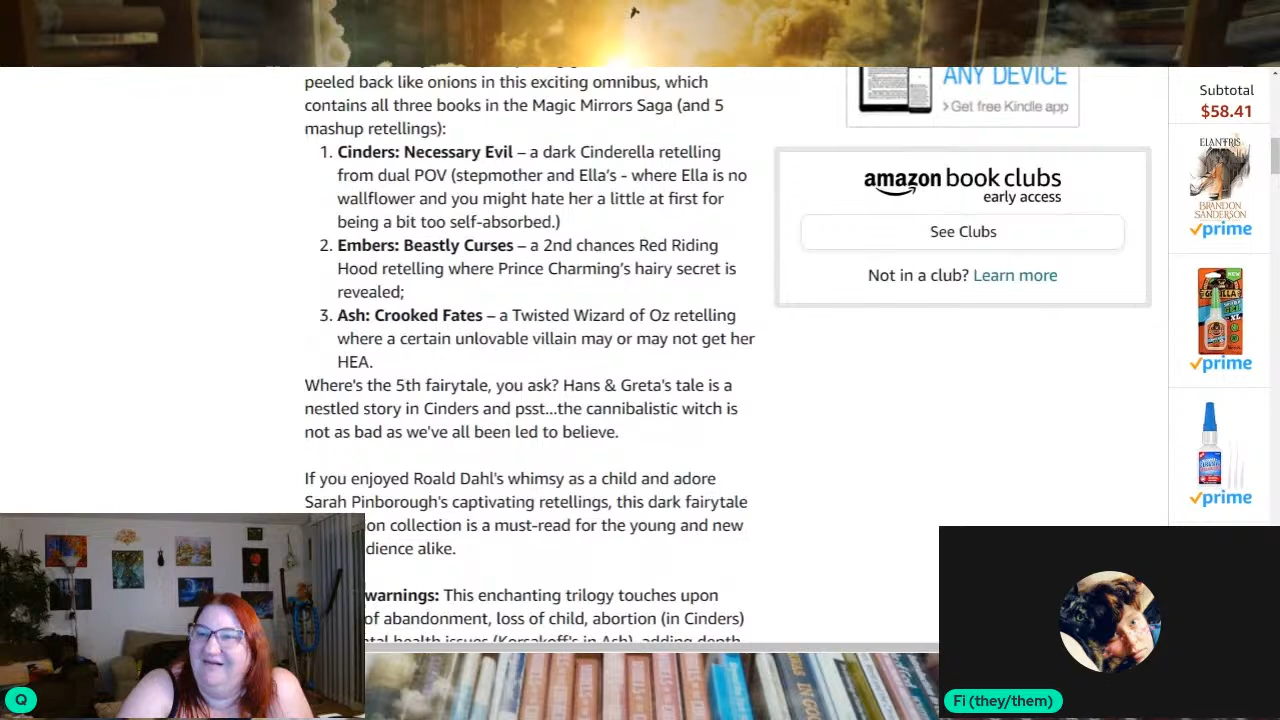 peeled back like onions in this exciting omnibus, which
contains all three books in the Magic Mirrors Saga (and 5
mashup retellings):
1. Cinders: Necessary Evil – a dark Cinderella retelling
from dual POV (stepmother and Ella's - where Ella is no
wallflower and you might hate her a little at first for
being a bit too self-absorbed.)
2. Embers: Beastly Curses – a 2nd chances Red Riding
Hood retelling where Prince Charming's hairy secret is
revealed;
3. Ash: Crooked Fates – a Twisted Wizard of Oz retelling
where a certain unlovable villain may or may not get her
HEA.
Where's the 5th fairytale, you ask? Hans & Greta's tale is a
nestled story in Cinders and psst...the cannibalistic witch is
not as bad as we've all been led to believe.
If you enjoyed Roald Dahl's whimsy as a child and adore
Sarah Pinborough's captivating retellings, this dark fairytale
on collection is a must-read for the young and new
dience alike.
warnings: This enchanting trilogy touches upon
of abandonment, loss of child, abortion (in Cinders)
tal health issues (Korsakoff's in Ash), adding depth
ANY DEVICE
> Get free Kindle app
amazon book clubs
early access
See Clubs
Not in a club? Learn more
Subtotal
$58.41
ELANTRIS
BRANDON
SANDERSON
prime
prime
prime
Q
Fi (they/them)